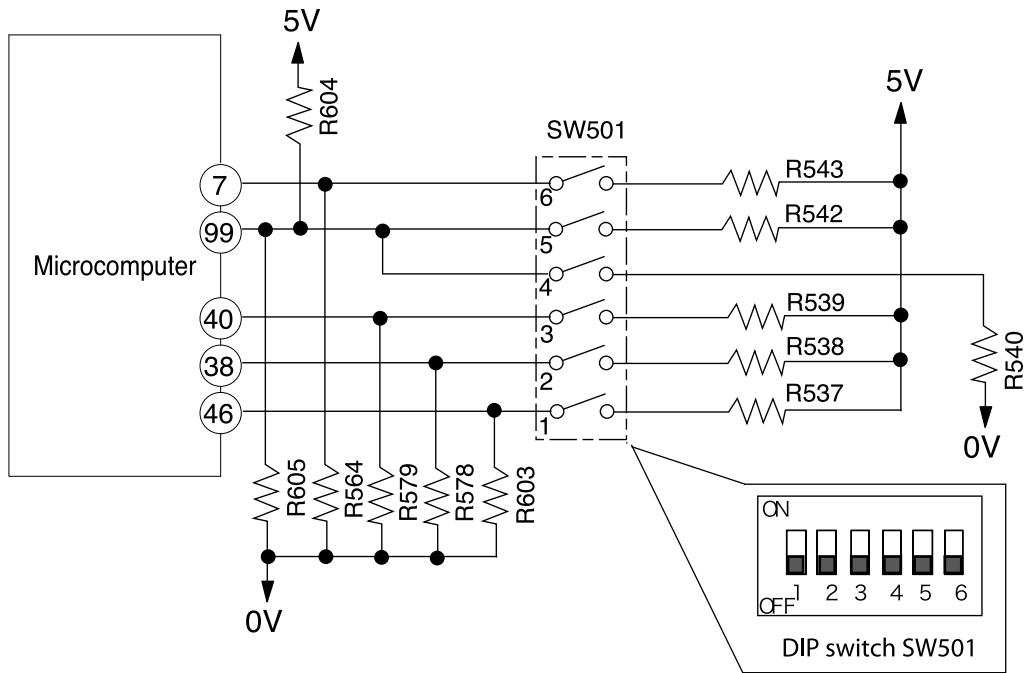 5V
R604
5V
SW501
7
6
R543
99
5
R542
Microcomputer
4
40
3
R539
38
2
R538
R540
46
1
R537
0V
R605
R564
R579
R578
R603
0V
ON
1 2 3 4 5 6
OFF
DIP switch SW501